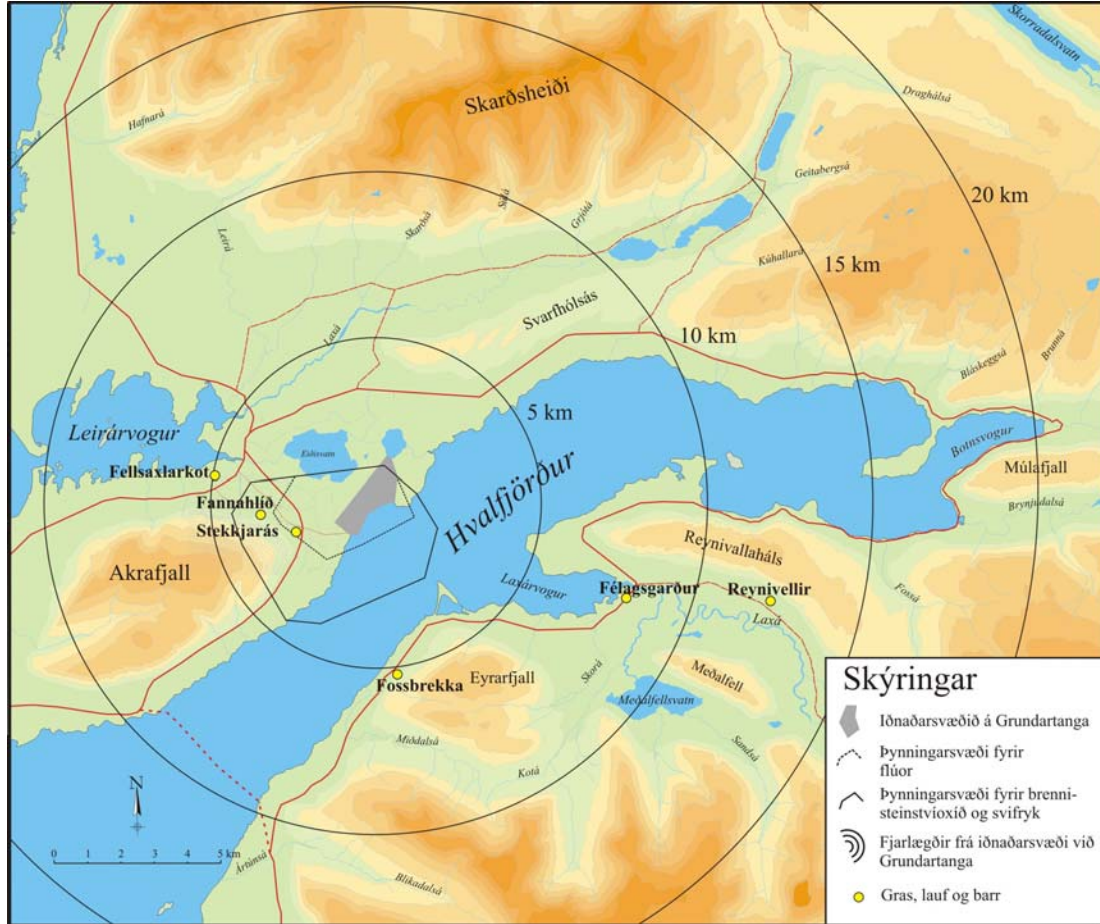 Skorradalsvatn
Draghálsá
Skarðsheiði
Hafnará
Geitabergsá
20 km
Súlá
Grjótá
Skarðsá
Leirá
Kúhallará
15 km
Svarfhólsás
10 km
Laxá
Brunná
Bláskeggsá
5 km
Leirárvogur
Botnsvogur
Eiðisvatn
Fellsaxlarkot
Múlafjall
Hvalfjörður
Fannahlíð
Brynjudalsá
Stekkjarás
Reynivallaháls
Akrafjall
Laxárvogur
Félagsgarður
Reynivellir
Fossá
Laxá
Fossbrekka
Eyrarfjall
Skorá
Meðalfell
Meðalfellsvatn
Miðdalsá
Sandsá
Kotá
N
0 1 2 3 4 5 km
Ártúnsá
Blikadalsá
Skýringar
Iðnaðarsvæðið á Grundartanga
Þynningarsvæði fyrir
flúor
Þynningarsvæði fyrir brenni-
steinstvíoxíð og svifryk
Fjarlægðir frá iðnaðarsvæði við
Grundartanga
Gras, lauf og barr